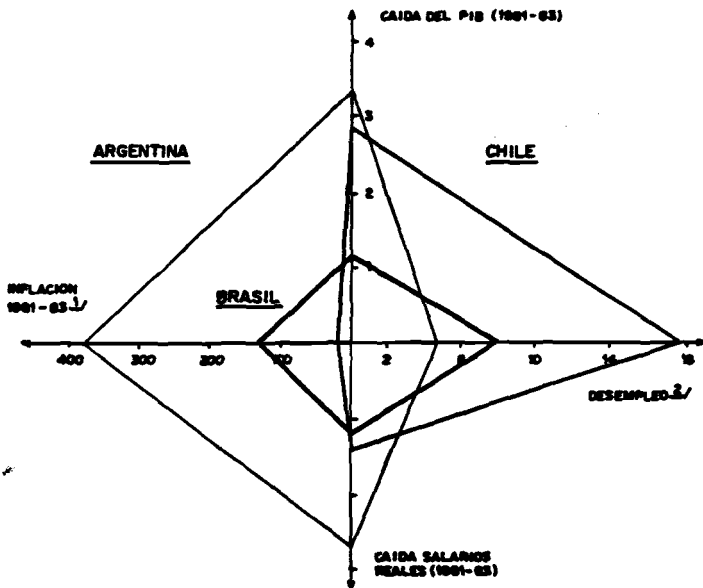 CAIDA DEL PIB (1981-83)
4
3
ARGENTINA
CHILE
2
INFLACION
1981-83 1/
BRASIL
400
300
200
100
2
6
10
14
18
DESEMPLEO 2/
CAIDA SALARIOS
REALES (1981-83)